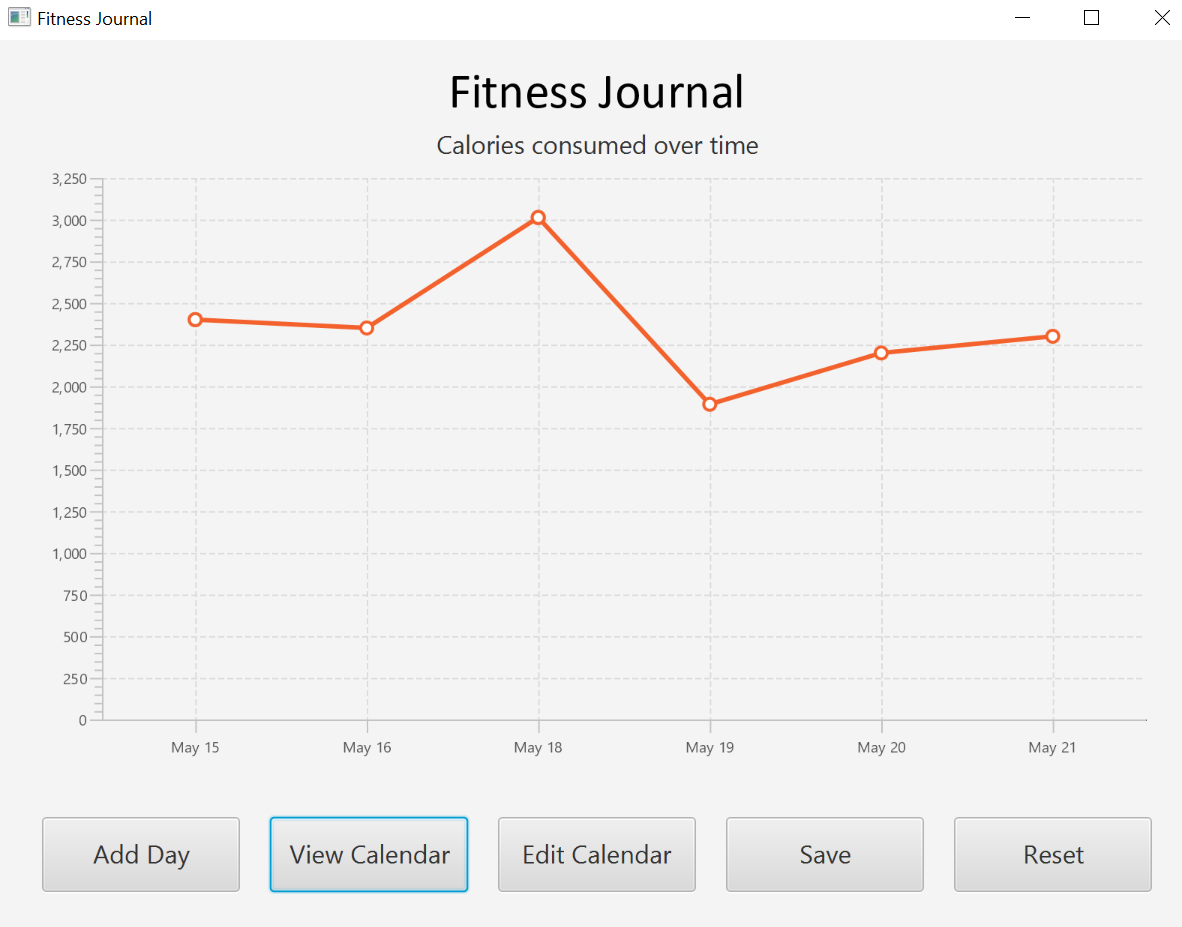 Fitness Journal
Fitness Journal
Calories consumed over time
3,250
3,000
2,750
2,500
2,250
2,000
1,750
1,500
1,250
1,000
750
500
250
0
May 15 May 16 May 18 May 19 May 20 May 21
Add Day View Calendar Edit Calendar Save Reset